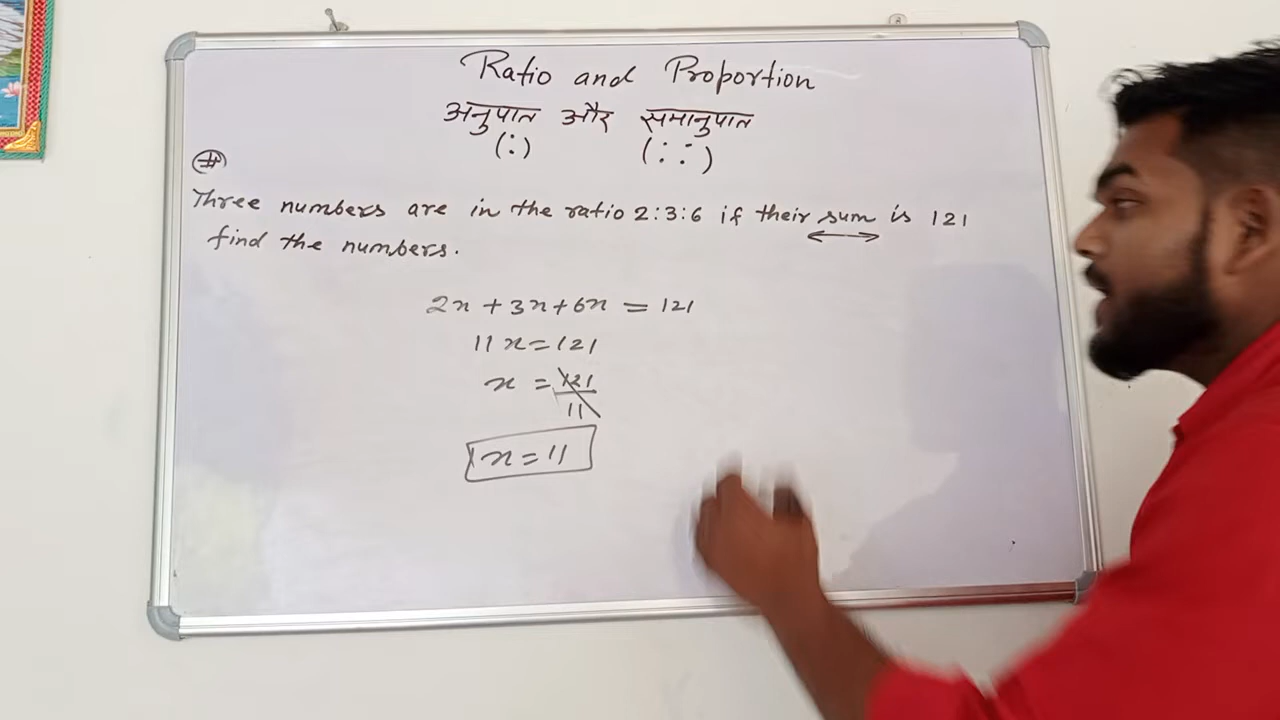 Ratio and Proportion
अनुपात और समानुपात
(:) (::)
#
Three numbers are in the ratio 2:3:6 if their sum is 121
find the numbers.
2x + 3x + 6x = 121
11x = 121
x = 121/11
x = 11